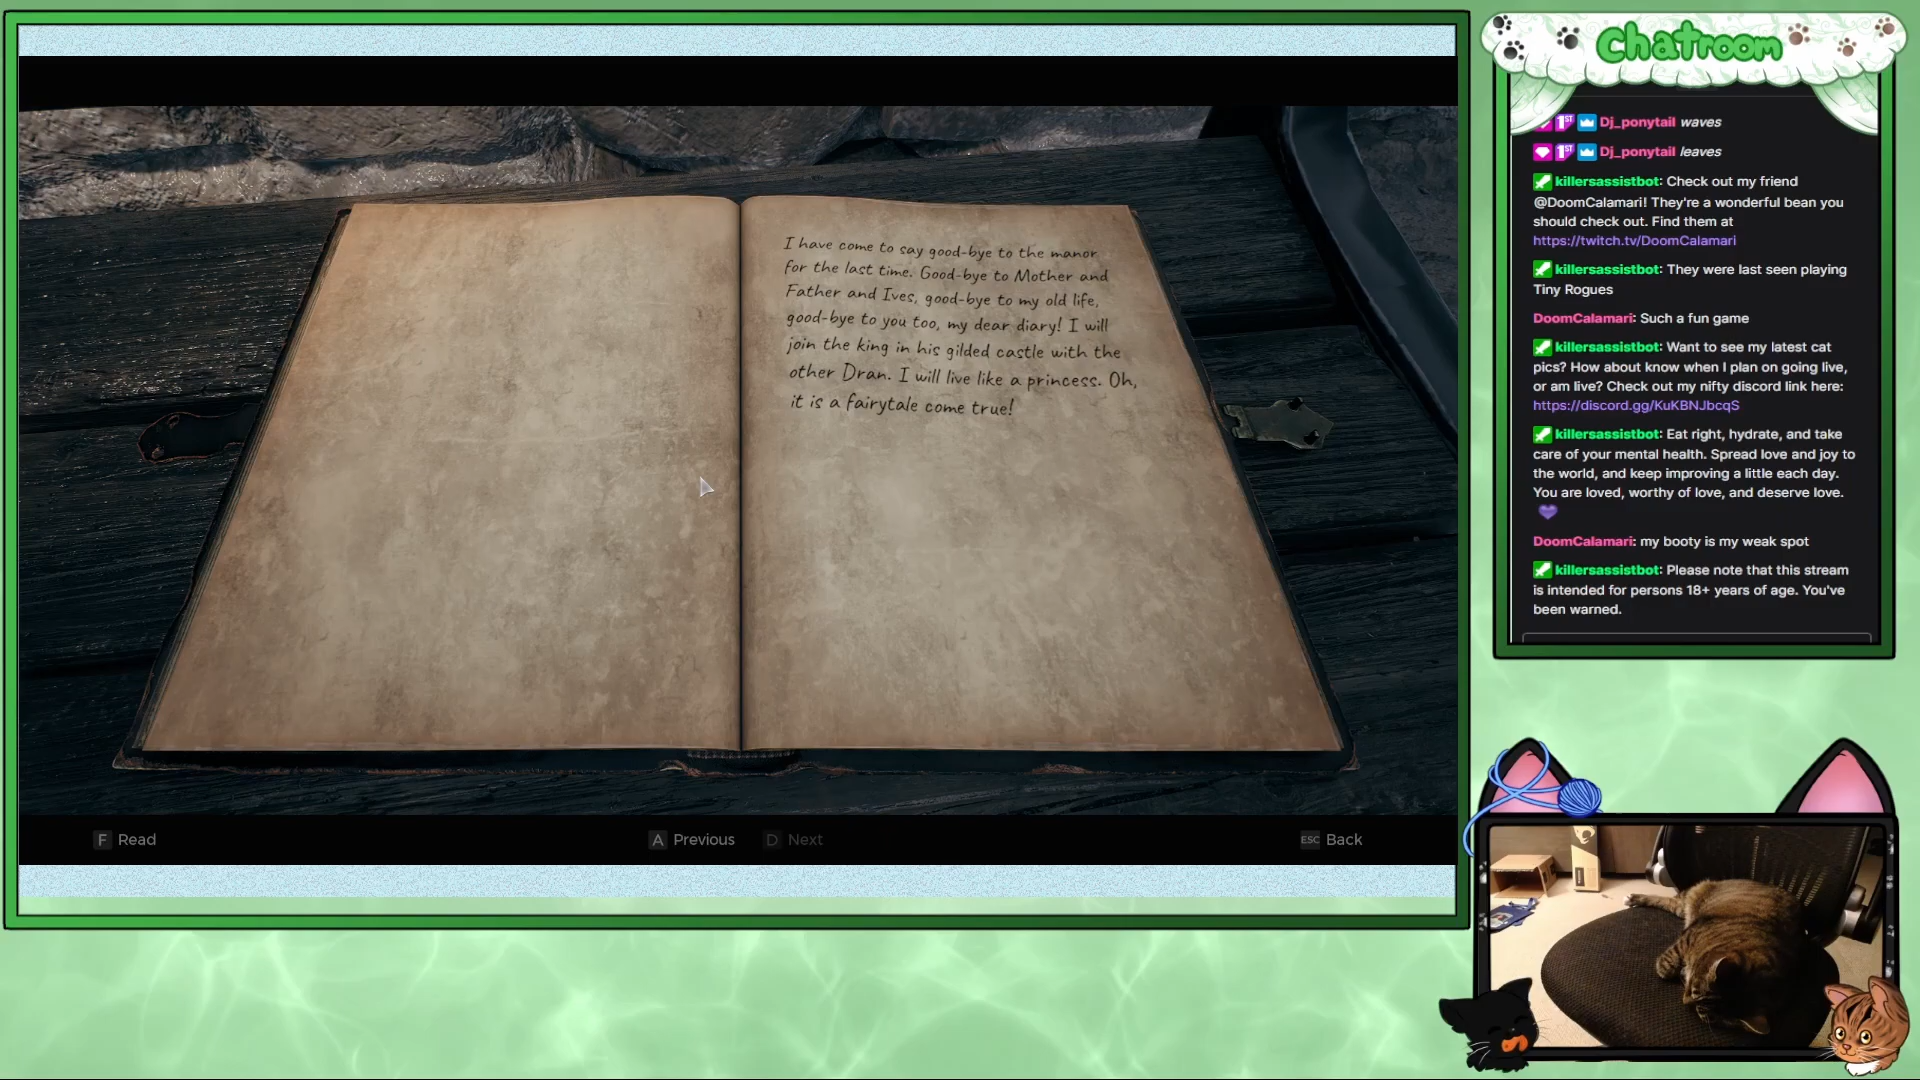 Chatroom
Dj_ponytail waves
Dj_ponytail leaves
killersassistbot: Check out my friend
@DoomCalamari! They're a wonderful bean you
should check out. Find them at
https://twitch.tv/DoomCalamari
killersassistbot: They were last seen playing
Tiny Rogues
DoomCalamari: Such a fun game
killersassistbot: Want to see my latest cat
pics? How about know when I plan on going live,
or am live? Check out my nifty discord link here:
https://discord.gg/KuKBNJbcqS
killersassistbot: Eat right, hydrate, and take
care of your mental health. Spread love and joy to
the world, and keep improving a little each day.
You are loved, worthy of love, and deserve love.
DoomCalamari: my booty is my weak spot
killersassistbot: Please note that this stream
is intended for persons 18+ years of age. You've
been warned.
I have come to say good-bye to the manor
for the last time. Good-bye to Mother and
Father and Ives, good-bye to my old life,
good-bye to you too, my dear diary! I will
join the king in his gilded castle with the
other Dran. I will live like a princess. Oh,
it is a fairytale come true!
F Read
A Previous
D Next
ESC Back